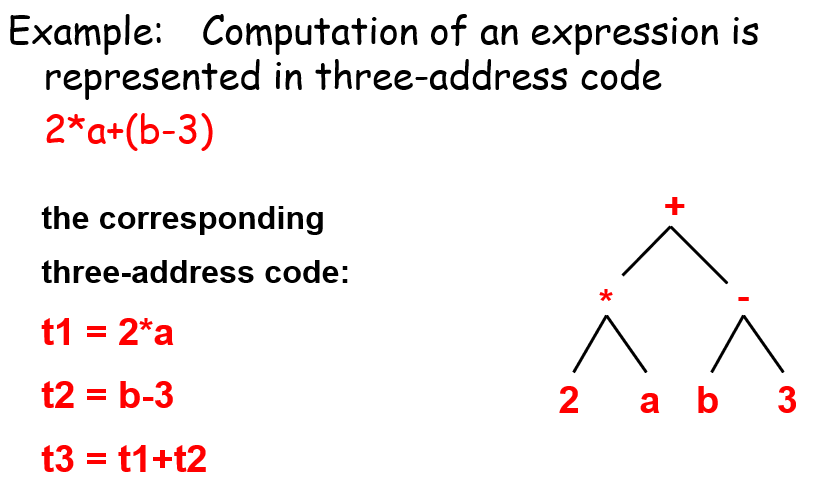 Example: Computation of an expression is
represented in three-address code
2*a+(b-3)
the corresponding
three-address code:
t1 = 2*a
t2 = b-3
t3 = t1+t2
+
* -
2 a b 3